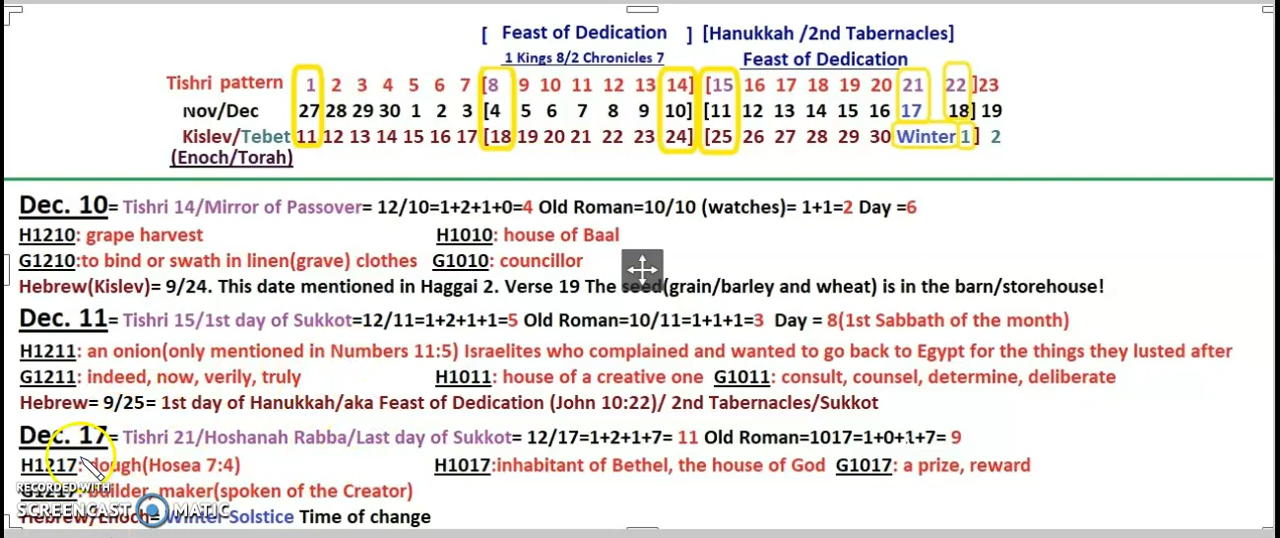 [ Feast of Dedication ] [Hanukkah /2nd Tabernacles]
1 Kings 8/2 Chronicles 7 Feast of Dedication
Tishri pattern 1 2 3 4 5 6 7 [8 9 10 11 12 13 14] [15 16 17 18 19 20 21 22 ]23
Nov/Dec 27 28 29 30 1 2 3 [4 5 6 7 8 9 10] [11 12 13 14 15 16 17 18] 19
Kislev/Tebet 11 12 13 14 15 16 17 [18 19 20 21 22 23 24] [25 26 27 28 29 30 Winter 1 ] 2
(Enoch/Torah)
Dec. 10= Tishri 14/Mirror of Passover= 12/10=1+2+1+0=4 Old Roman=10/10 (watches)= 1+1=2 Day =6
H1210: grape harvest H1010: house of Baal
G1210:to bind or swath in linen(grave) clothes G1010: councillor
Hebrew(Kislev)= 9/24. This date mentioned in Haggai 2. Verse 19 The seed(grain/barley and wheat) is in the barn/storehouse!
Dec. 11= Tishri 15/1st day of Sukkot=12/11=1+2+1+1=5 Old Roman=10/11=1+1+1=3 Day = 8(1st Sabbath of the month)
H1211: an onion(only mentioned in Numbers 11:5) Israelites who complained and wanted to go back to Egypt for the things they lusted after
G1211: indeed, now, verily, truly H1011: house of a creative one G1011: consult, counsel, determine, deliberate
Hebrew= 9/25= 1st day of Hanukkah/aka Feast of Dedication (John 10:22)/ 2nd Tabernacles/Sukkot
Dec. 17= Tishri 21/Hoshanah Rabba/Last day of Sukkot= 12/17=1+2+1+7= 11 Old Roman=1017=1+0+1+7= 9
H1217: dough(Hosea 7:4) H1017:inhabitant of Bethel, the house of God G1017: a prize, reward
G1217: builder, maker(spoken of the Creator)
RECORDED WITH
SCREENCAST MATIC
Hebrew/Enoch= Winter Solstice Time of change